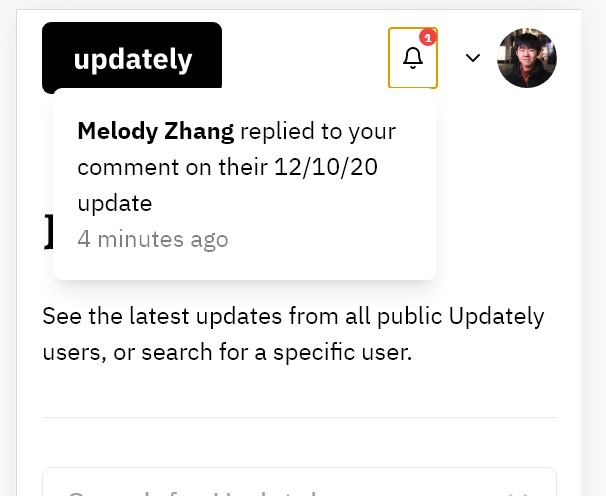 updately
1
Melody Zhang replied to your
comment on their 12/10/20
update
4 minutes ago
See the latest updates from all public Updately
users, or search for a specific user.